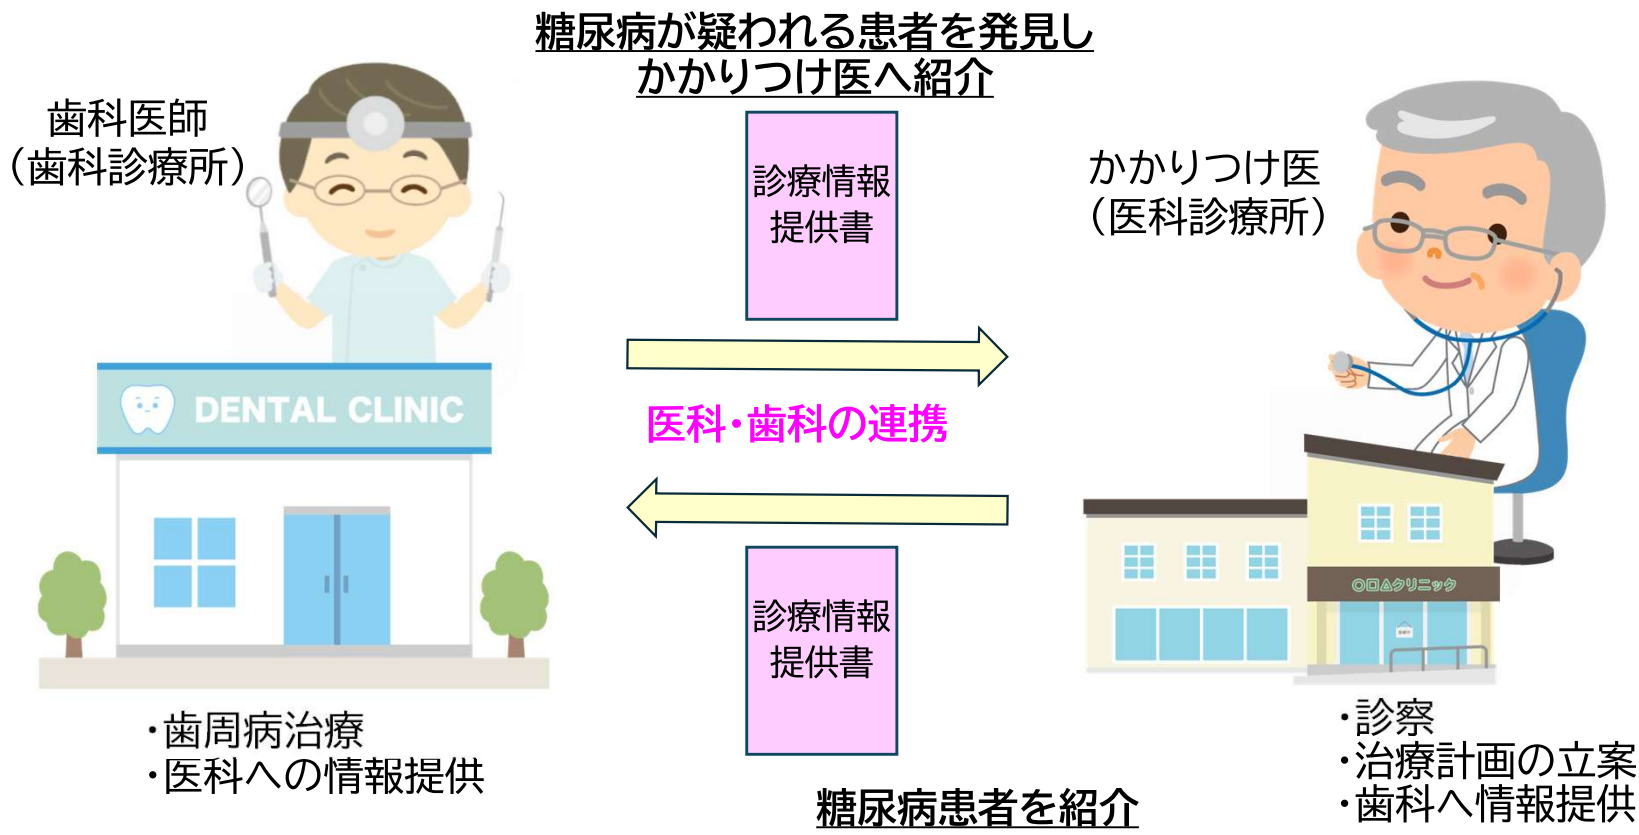 糖尿病が疑われる患者を発見し
かかりつけ医へ紹介
歯科医師
（歯科診療所）
診療情報
提供書
かかりつけ医
（医科診療所）
DENTAL CLINIC
医科・歯科の連携
○□△クリニック
診療情報
提供書
・歯周病治療
・医科への情報提供
・診察
・治療計画の立案
・歯科へ情報提供
糖尿病患者を紹介